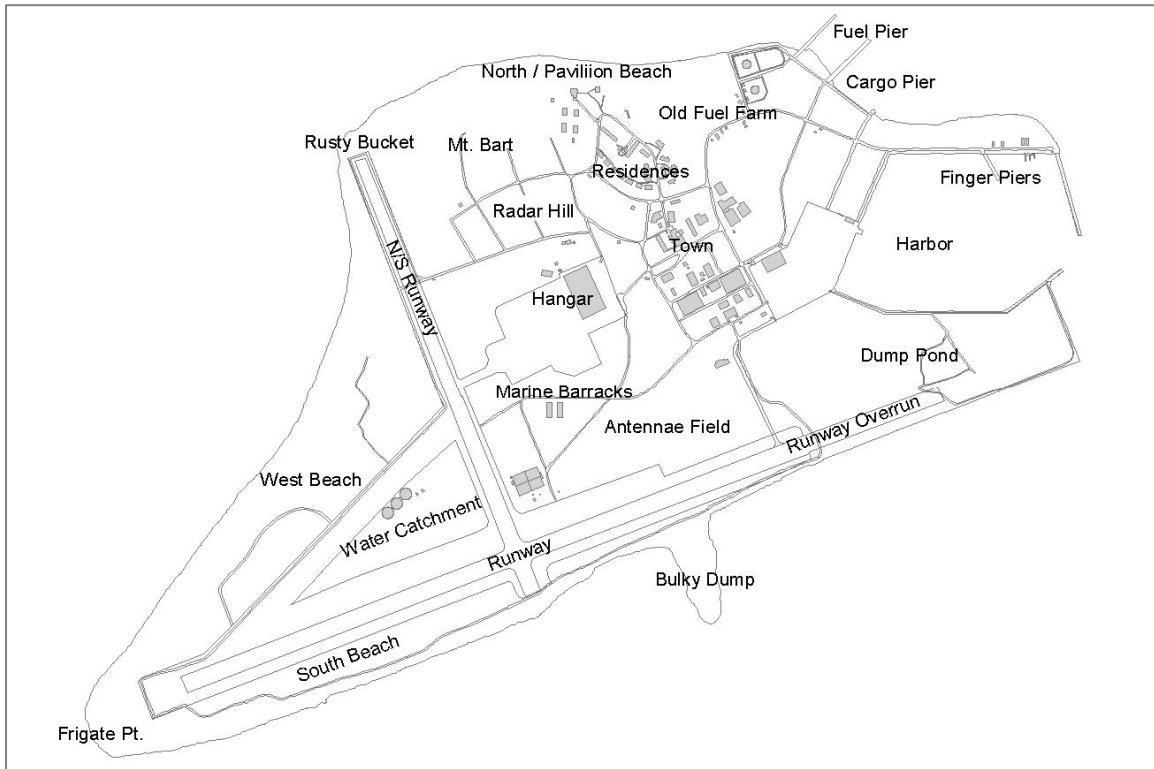 Fuel Pier
North / Paviliion Beach
Cargo Pier
Old Fuel Farm
Rusty Bucket
Mt. Bart
Residences
Finger Piers
Radar Hill
Town
Harbor
N/S Runway
Hangar
Dump Pond
Marine Barracks
Antennae Field
Runway Overrun
West Beach
Water Catchment
Runway
Bulky Dump
South Beach
Frigate Pt.